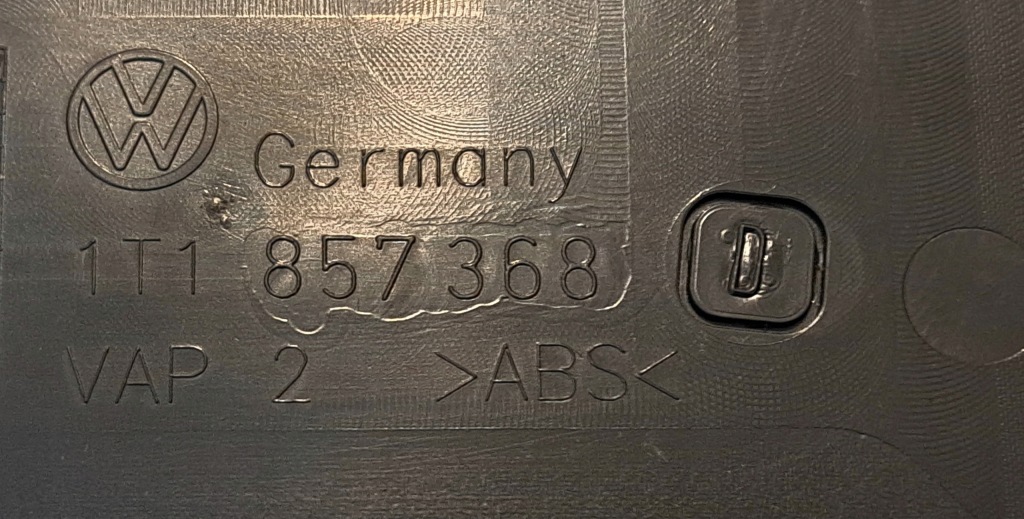 Germany
1T1 857 368 D
VAP 2 >ABS<